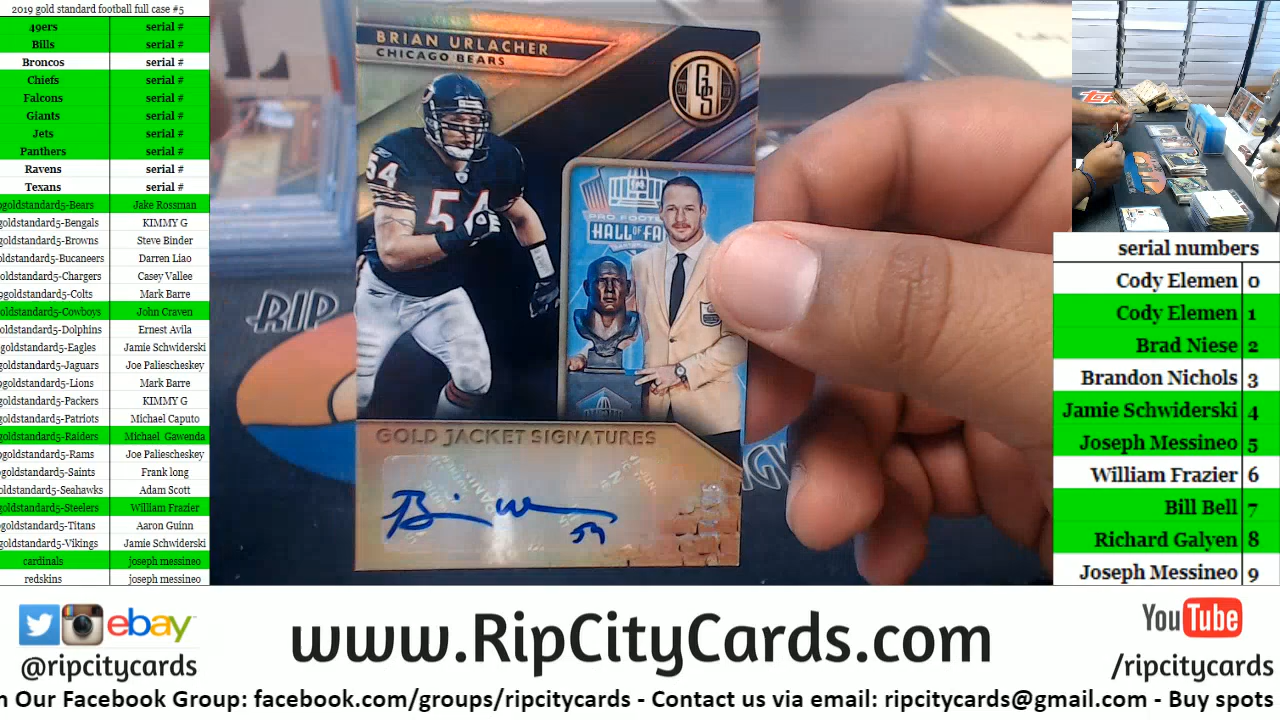 2019 gold standard football full case #5
49ers serial #
Bills serial #
Broncos serial #
Chiefs serial #
Falcons serial #
Giants serial #
Jets serial #
Panthers serial #
Ravens serial #
Texans serial #
goldstandard5-Bears Jake Rossman
goldstandard5-Bengals KIMMY G
goldstandard5-Browns Steve Binder
goldstandard5-Bucaneers Darren Liao
goldstandard5-Chargers Casey Vallee
9goldstandard5-Colts Mark Barre
goldstandard5-Cowboys John Craven
goldstandard5-Dolphins Ernest Avila
goldstandard5-Eagles Jamie Schwiderski
goldstandard5-Jaguars Joe Paliescheskey
goldstandard5-Lions Mark Barre
goldstandard5-Packers KIMMY G
goldstandard5-Patriots Michael Caputo
goldstandard5-Raiders Michael Gawenda
goldstandard5-Rams Joe Paliescheskey
goldstandard5-Saints Frank long
goldstandard5-Seahawks Adam Scott
goldstandard5-Steelers William Frazier
goldstandard5-Titans Aaron Guinn
goldstandard5-Vikings Jamie Schwiderski
cardinals joseph messineo
redskins joseph messineo
BRIAN URLACHER
CHICAGO BEARS
GS
54
54
PRO FOOTB
HALL OF FA
GOLD JACKET SIGNATURES
54
RIP
serial numbers
Cody Elemen 0
Cody Elemen 1
Brad Niese 2
Brandon Nichols 3
Jamie Schwiderski 4
Joseph Messineo 5
William Frazier 6
Bill Bell 7
Richard Galyen 8
Joseph Messineo 9
ebay
@ripcitycards
www.RipCityCards.com
YouTube
/ripcitycards
n Our Facebook Group: facebook.com/groups/ripcitycards - Contact us via email: ripcitycards@gmail.com - Buy spots